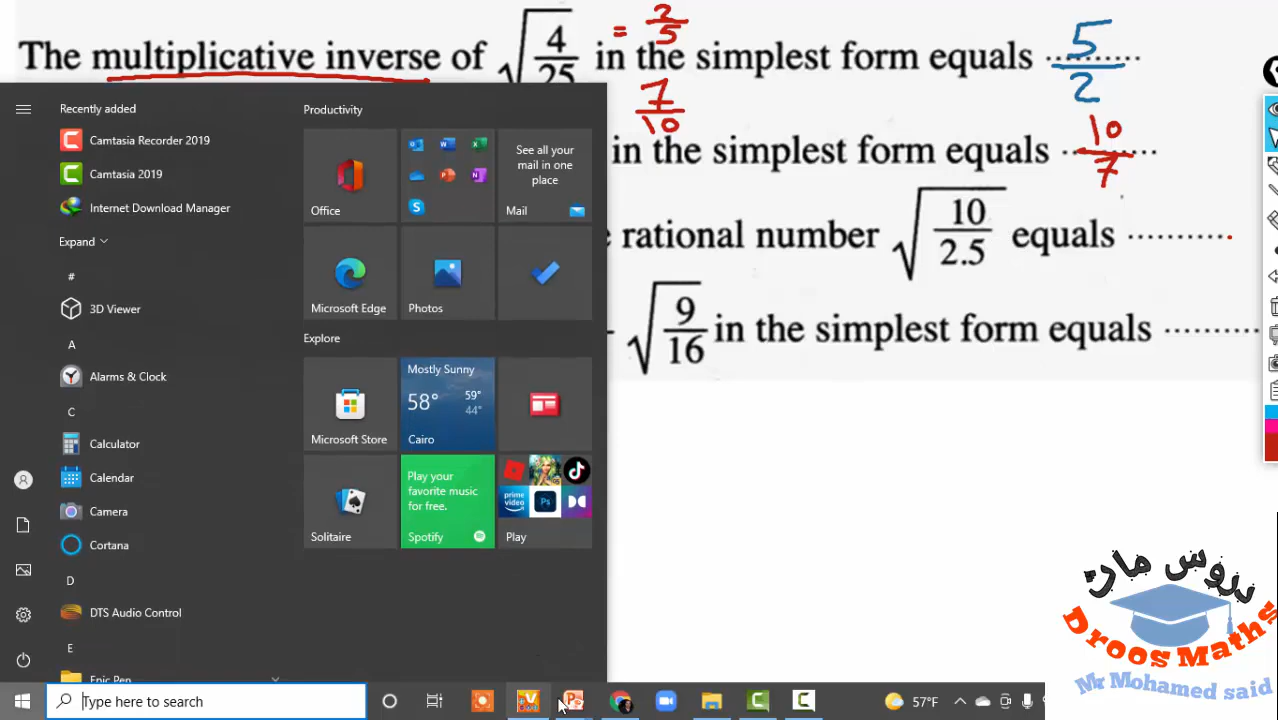 The multiplicative inverse of √4/25 = 2/5 in the simplest form equals 5/2
7/10
in the simplest form equals 10/7
rational number √10/2.5 equals ..........
√9/16 in the simplest form equals ..........
Recently added
Camtasia Recorder 2019
Camtasia 2019
Internet Download Manager
Expand
#
3D Viewer
A
Alarms & Clock
C
Calculator
Calendar
Camera
Cortana
D
DTS Audio Control
E
Epic Pen
Productivity
Office
See all your mail in one place
Mail
Microsoft Edge
Photos
Explore
Microsoft Store
Mostly Sunny
58° 59° 44°
Cairo
Solitaire
Play your favorite music for free.
Spotify
prime video
Ps
Play
Type here to search
57°F
دروس ماث
Droos Maths
Mr Mohamed said